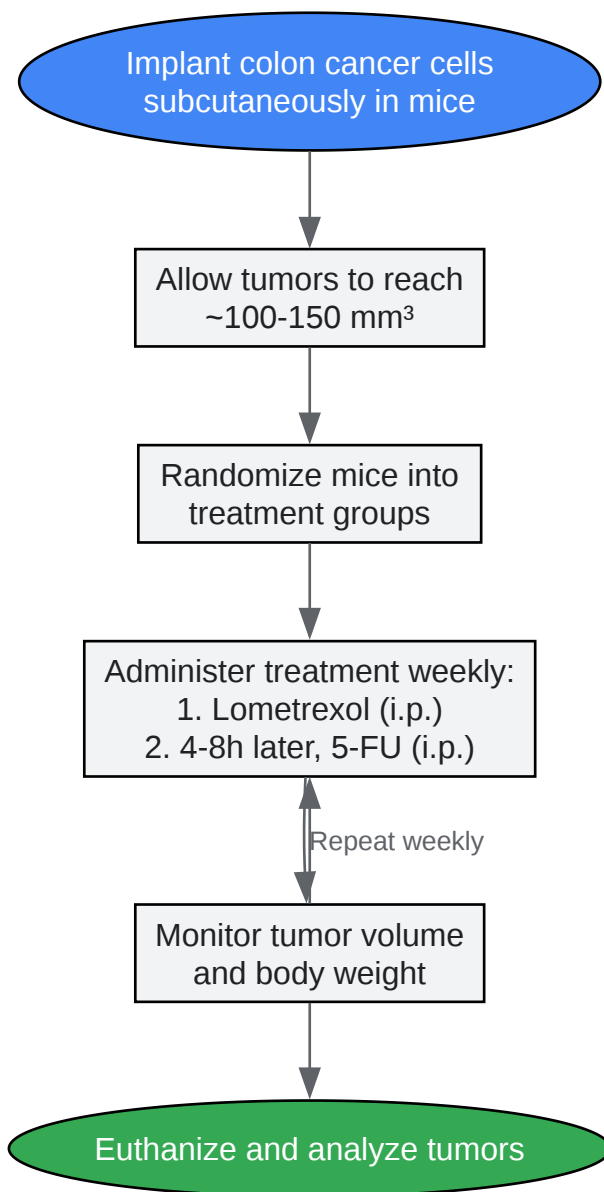 Implant colon cancer cells
subcutaneously in mice
Allow tumors to reach
~100-150 mm³
Randomize mice into
treatment groups
Administer treatment weekly:
1. Lometrexol (i.p.)
2. 4-8h later, 5-FU (i.p.)
Repeat weekly
Monitor tumor volume
and body weight
Euthanize and analyze tumors